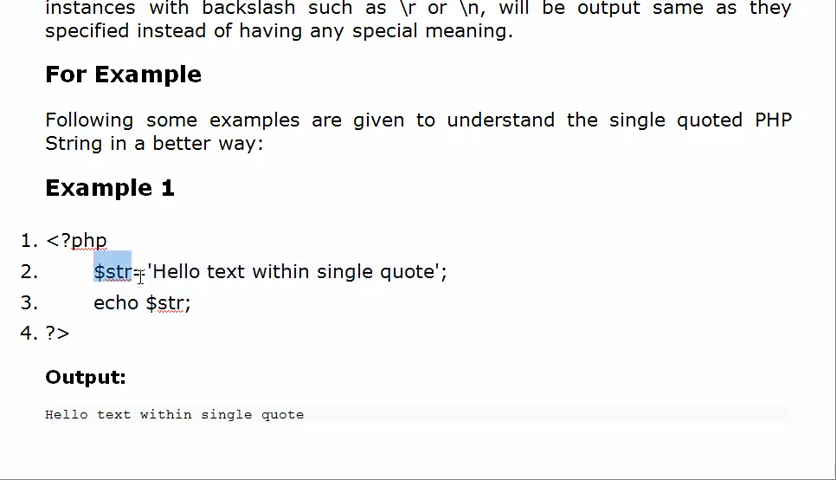 instances with backslash such as \r or \n, will be output same as they
specified instead of having any special meaning.
For Example
Following some examples are given to understand the single quoted PHP
String in a better way:
Example 1
1. <?php
2. $str='Hello text within single quote';
3. echo $str;
4. ?>
Output:
Hello text within single quote